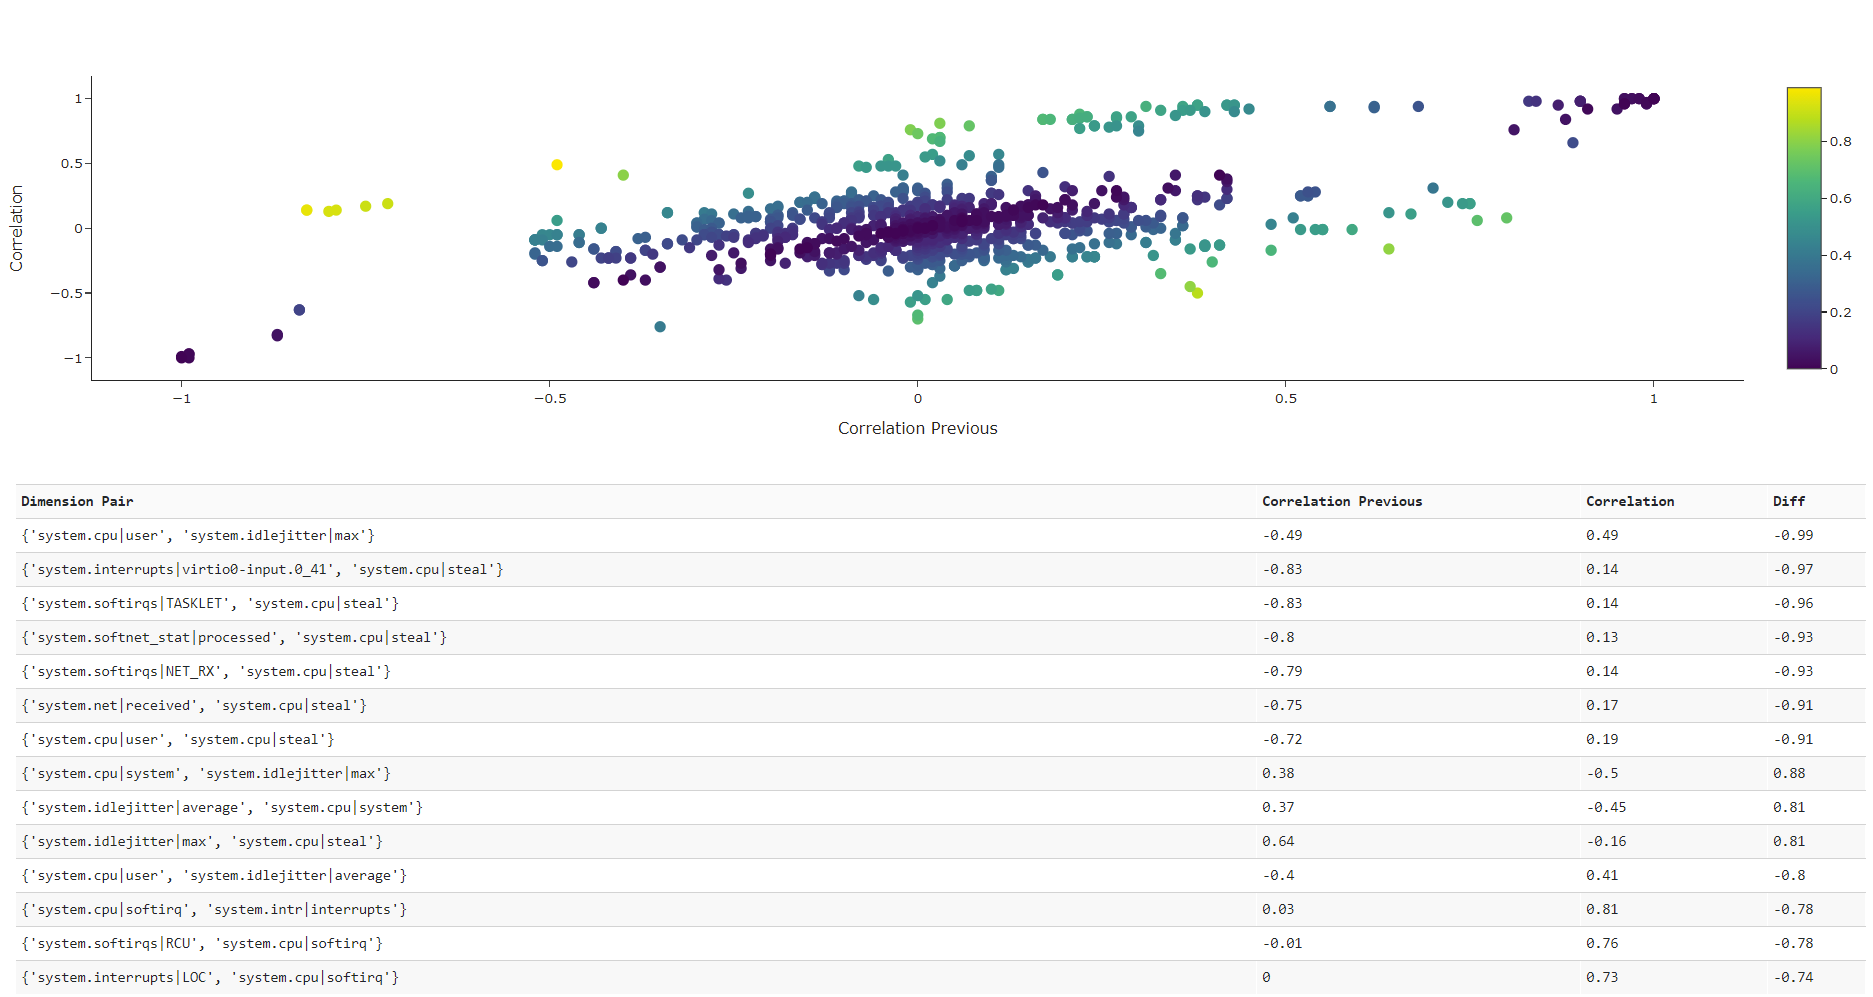 Correlation
1
0.5
0
−0.5
−1
−1
−0.5
0
0.5
1
Correlation Previous
0.8
0.6
0.4
0.2
0
Dimension Pair Correlation Previous Correlation Diff
{'system.cpu|user', 'system.idlejitter|max'} -0.49 0.49 -0.99
{'system.interrupts|virtio0-input.0_41', 'system.cpu|steal'} -0.83 0.14 -0.97
{'system.softirqs|TASKLET', 'system.cpu|steal'} -0.83 0.14 -0.96
{'system.softnet_stat|processed', 'system.cpu|steal'} -0.8 0.13 -0.93
{'system.softirqs|NET_RX', 'system.cpu|steal'} -0.79 0.14 -0.93
{'system.net|received', 'system.cpu|steal'} -0.75 0.17 -0.91
{'system.cpu|user', 'system.cpu|steal'} -0.72 0.19 -0.91
{'system.cpu|system', 'system.idlejitter|max'} 0.38 -0.5 0.88
{'system.idlejitter|average', 'system.cpu|system'} 0.37 -0.45 0.81
{'system.idlejitter|max', 'system.cpu|steal'} 0.64 -0.16 0.81
{'system.cpu|user', 'system.idlejitter|average'} -0.4 0.41 -0.8
{'system.cpu|softirq', 'system.intr|interrupts'} 0.03 0.81 -0.78
{'system.softirqs|RCU', 'system.cpu|softirq'} -0.01 0.76 -0.78
{'system.interrupts|LOC', 'system.cpu|softirq'} 0 0.73 -0.74